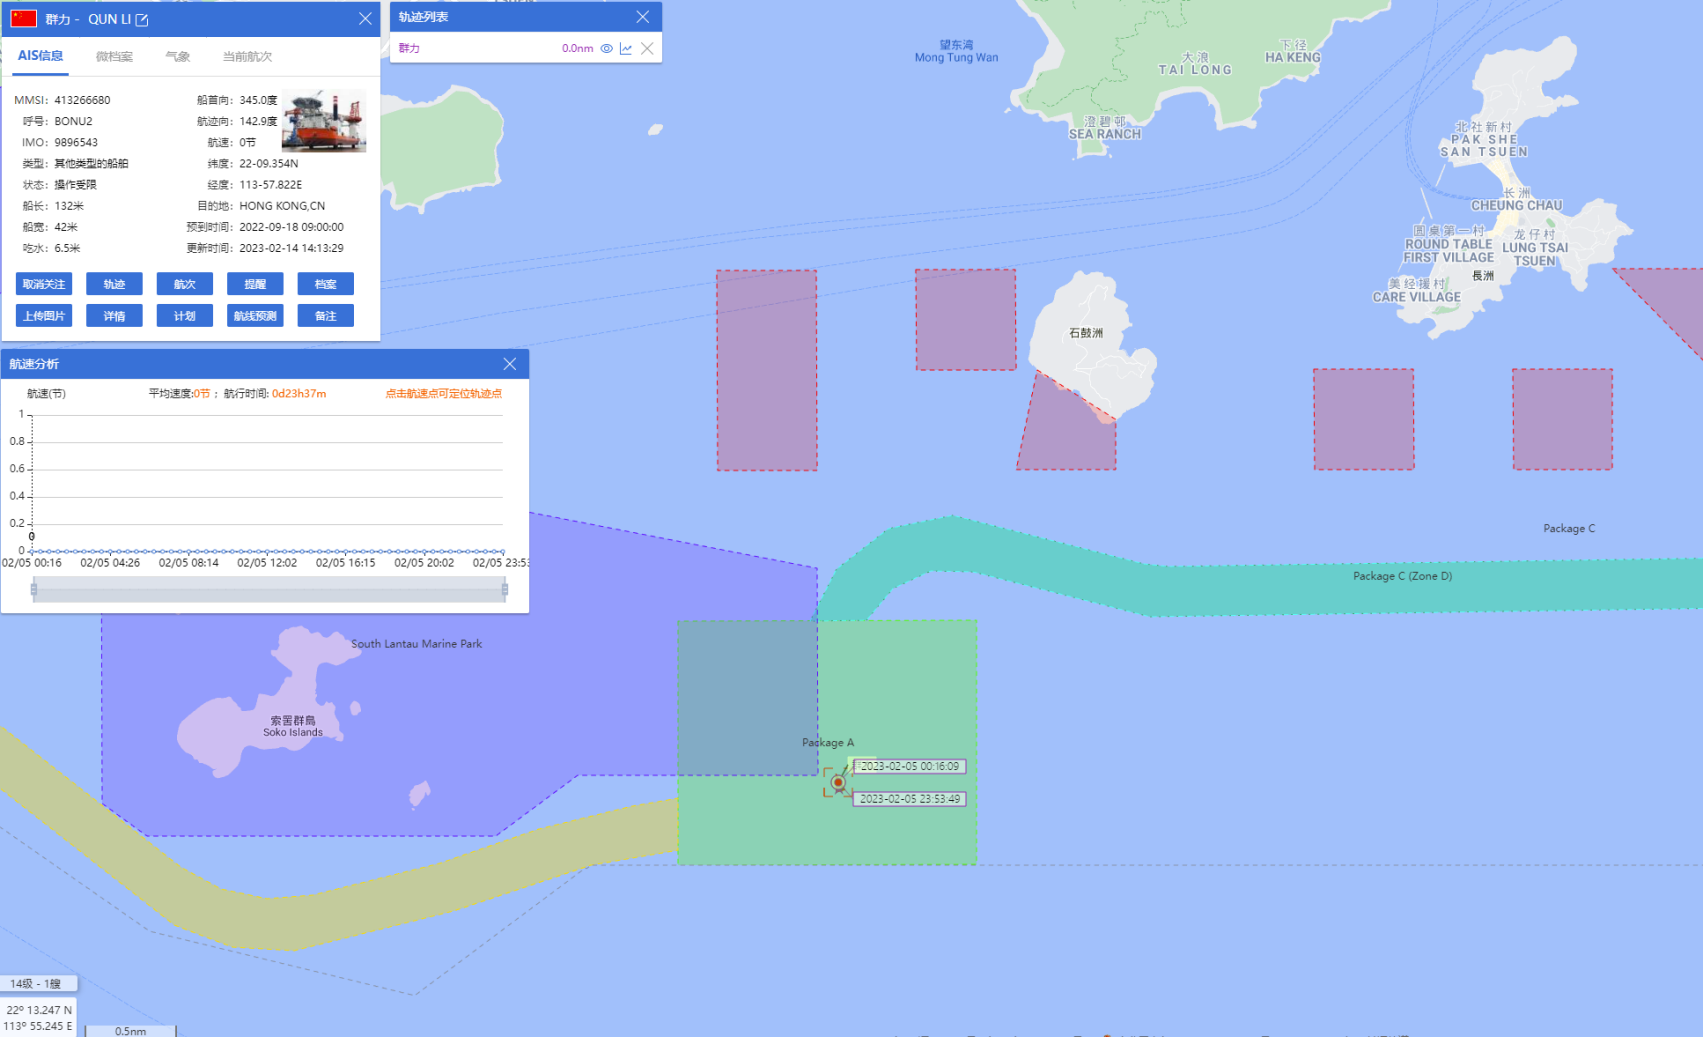 群力 - QUN LI
AIS信息
微档案
气象
当前航次
MMSI: 413266680
船首向: 345.0度
呼号: BONU2
航迹向: 142.9度
IMO: 9896543
航速: 0节
类型: 其他类型的船舶
纬度: 22-09.354N
状态: 操作受限
经度: 113-57.822E
船长: 132米
目的地: HONG KONG,CN
船宽: 42米
预到时间: 2022-09-18 09:00:00
吃水: 6.5米
更新时间: 2023-02-14 14:13:29
取消关注
轨迹
航次
提醒
档案
上传图片
详情
计划
航线预测
备注
轨迹列表
群力
0.0nm
航速分析
航速(节)
平均速度:0节 ; 航行时间: 0d23h37m
点击航速点可定位轨迹点
1
0.8
0.6
0.4
0.2
0
0
02/05 00:16
02/05 04:26
02/05 08:14
02/05 12:02
02/05 16:15
02/05 20:02
02/05 23:53
望东湾
Mong Tung Wan
大浪
TAI LONG
下径
HA KENG
澄碧邨
SEA RANCH
北社新村
PAK SHE
SAN TSUEN
长洲
CHEUNG CHAU
圆桌第一村
ROUND TABLE
FIRST VILLAGE
龙仔村
LUNG TSAI
TSUEN
長洲
美经援村
CARE VILLAGE
石鼓洲
Package C
Package C (Zone D)
South Lantau Marine Park
索罟群島
Soko Islands
Package A
2023-02-05 00:16:09
2023-02-05 23:53:49
14级 - 1艘
22° 13.247 N
113° 55.245 E
0.5nm